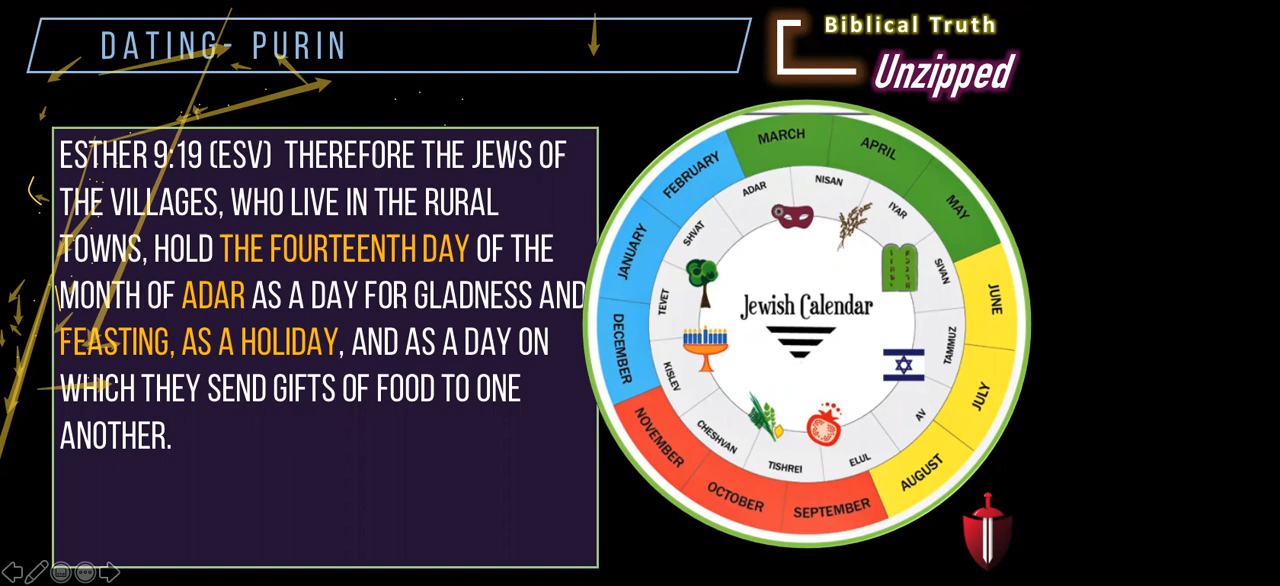 DATING- PURIN
Biblical Truth
Unzipped
ESTHER 9:19 (ESV) THEREFORE THE JEWS OF
THE VILLAGES, WHO LIVE IN THE RURAL
TOWNS, HOLD THE FOURTEENTH DAY OF THE
MONTH OF ADAR AS A DAY FOR GLADNESS AND
FEASTING, AS A HOLIDAY, AND AS A DAY ON
WHICH THEY SEND GIFTS OF FOOD TO ONE
ANOTHER.
Jewish Calendar
MARCH
APRIL
MAY
JUNE
JULY
AUGUST
SEPTEMBER
OCTOBER
NOVEMBER
DECEMBER
JANUARY
FEBRUARY
NISAN
IYAR
SIVAN
TAMMUZ
AV
ELUL
TISHREI
CHESHVAN
KISLEV
TEVET
SHVAT
ADAR